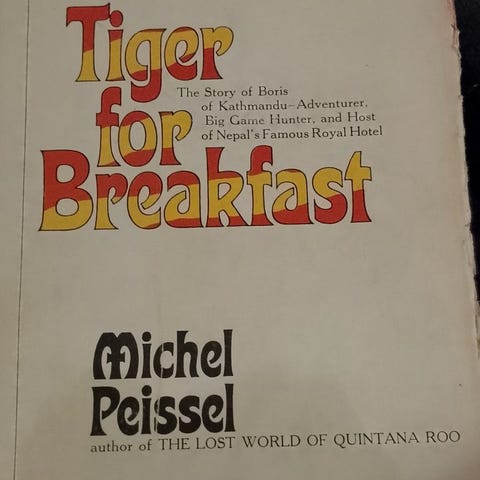 Tiger
for
Breakfast
The Story of Boris
of Kathmandu—Adventurer,
Big Game Hunter, and Host
of Nepal's Famous Royal Hotel
Michel
Peissel
author of THE LOST WORLD OF QUINTANA ROO